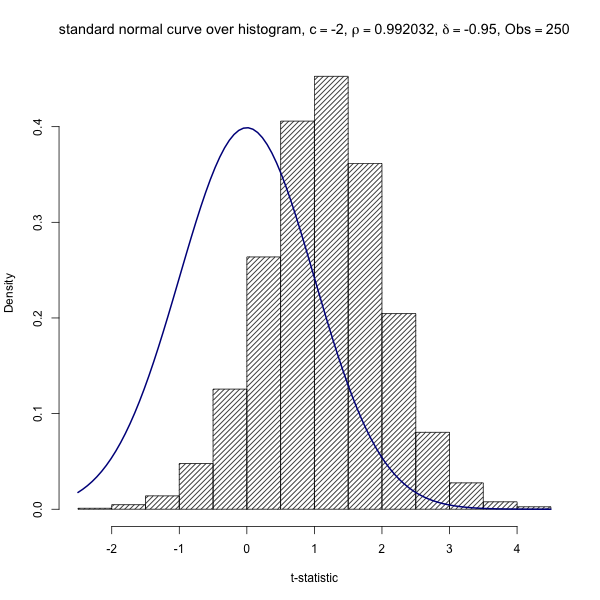 standard normal curve over histogram, c = -2, ρ = 0.992032, δ = -0.95, Obs = 250
Density
0.4
0.3
0.2
0.1
0.0
-2 -1 0 1 2 3 4
t-statistic